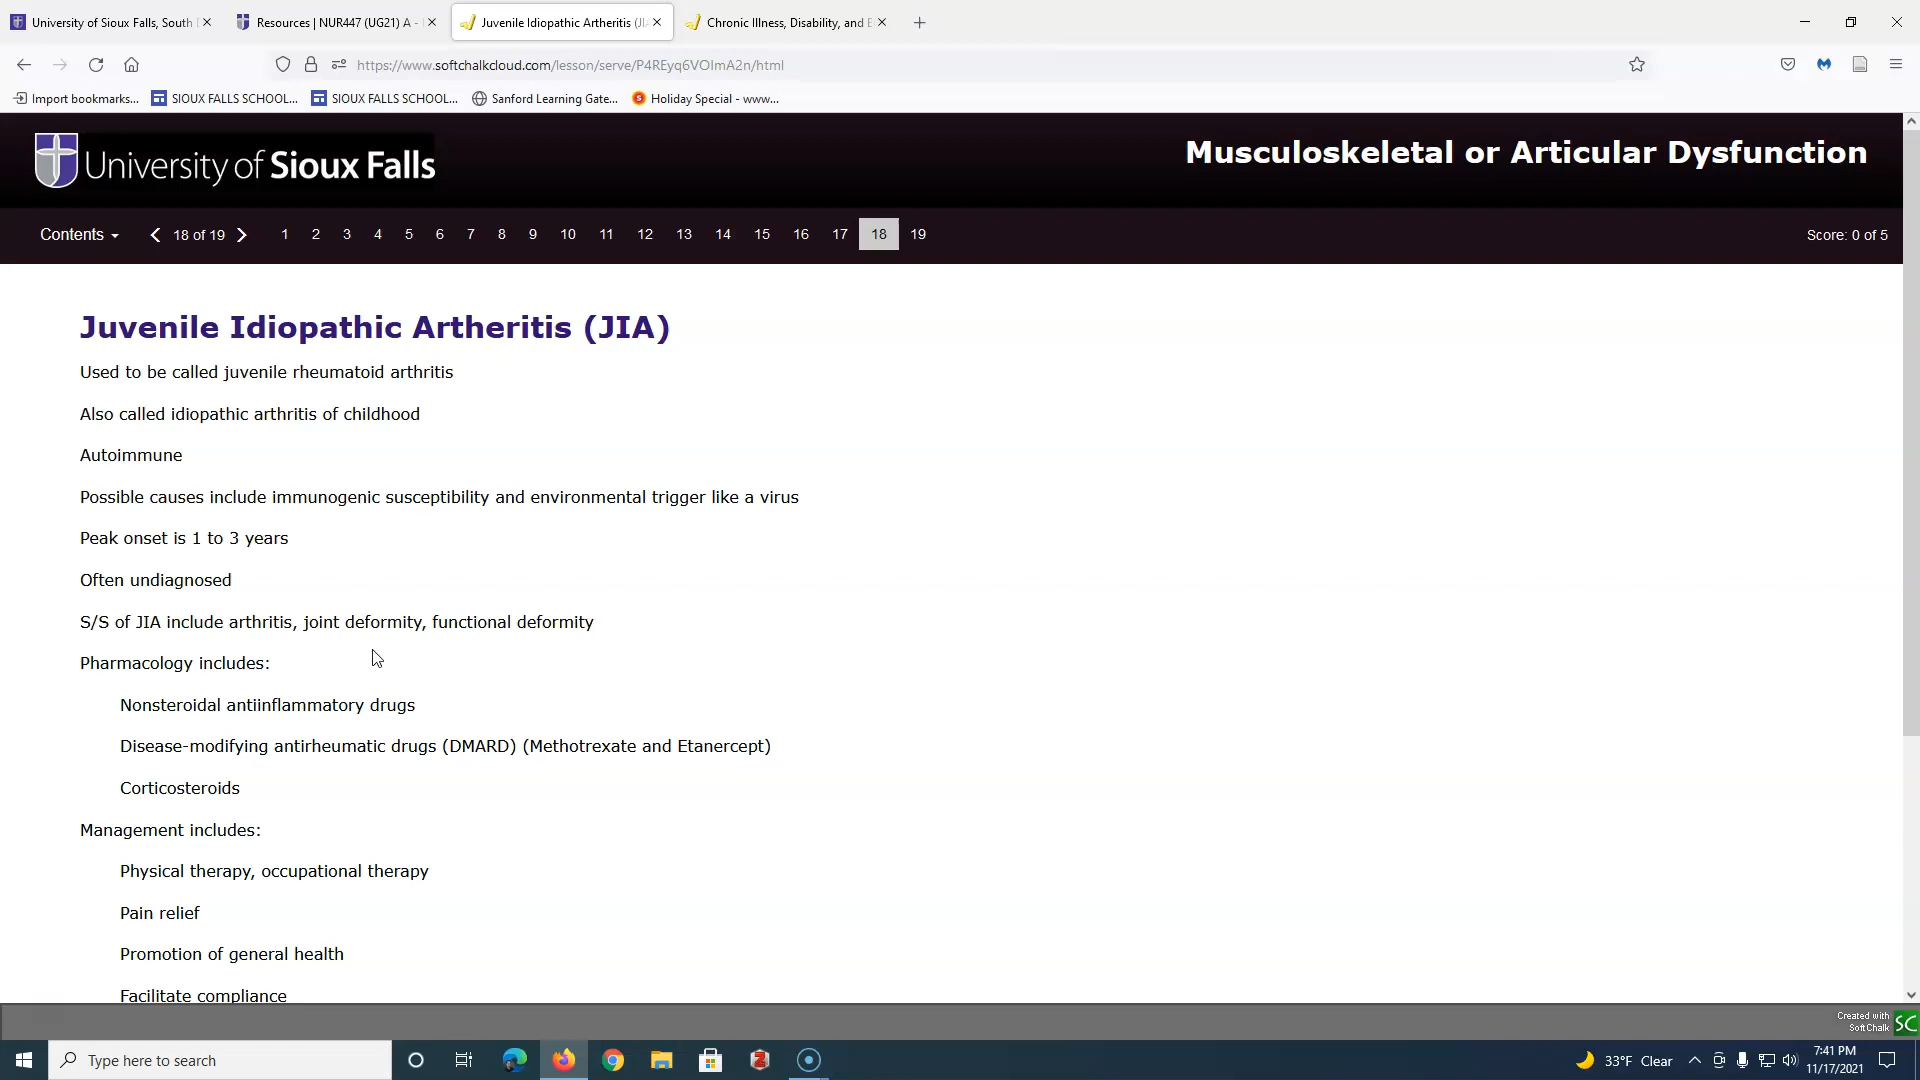 University of Sioux Falls, South
Resources | NUR447 (UG21) A -
Juvenile Idiopathic Artheritis (JIA
Chronic Illness, Disability, and E
https://www.softchalkcloud.com/lesson/serve/P4REyq6VOImA2n/html
Import bookmarks...
SIOUX FALLS SCHOOL...
SIOUX FALLS SCHOOL...
Sanford Learning Gate...
Holiday Special - www...
University of Sioux Falls
Musculoskeletal or Articular Dysfunction
Contents
18 of 19
1 2 3 4 5 6 7 8 9 10 11 12 13 14 15 16 17 18 19
Score: 0 of 5
Juvenile Idiopathic Artheritis (JIA)
Used to be called juvenile rheumatoid arthritis
Also called idiopathic arthritis of childhood
Autoimmune
Possible causes include immunogenic susceptibility and environmental trigger like a virus
Peak onset is 1 to 3 years
Often undiagnosed
S/S of JIA include arthritis, joint deformity, functional deformity
Pharmacology includes:
Nonsteroidal antiinflammatory drugs
Disease-modifying antirheumatic drugs (DMARD) (Methotrexate and Etanercept)
Corticosteroids
Management includes:
Physical therapy, occupational therapy
Pain relief
Promotion of general health
Facilitate compliance
Created with
SoftChalk
SC
Type here to search
33°F Clear
7:41 PM
11/17/2021